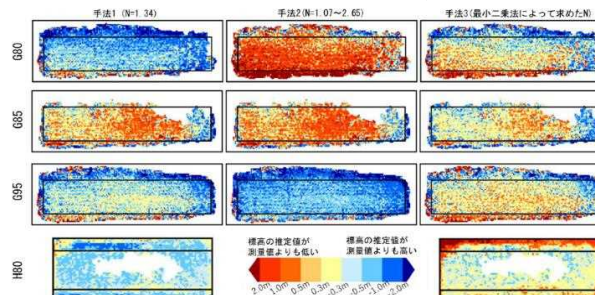 手法1 (N=1.34)
手法2(N=1.07～2.65)
手法3(最小二乗法によって求めたN)
G80
G85
G95
H80
標高の推定値が
測量値よりも低い
標高の推定値が
測量値よりも高い
2.0m
1.0m
0.5m
0.3m
-0.3m
-0.5m
-1.0m
-2.0m